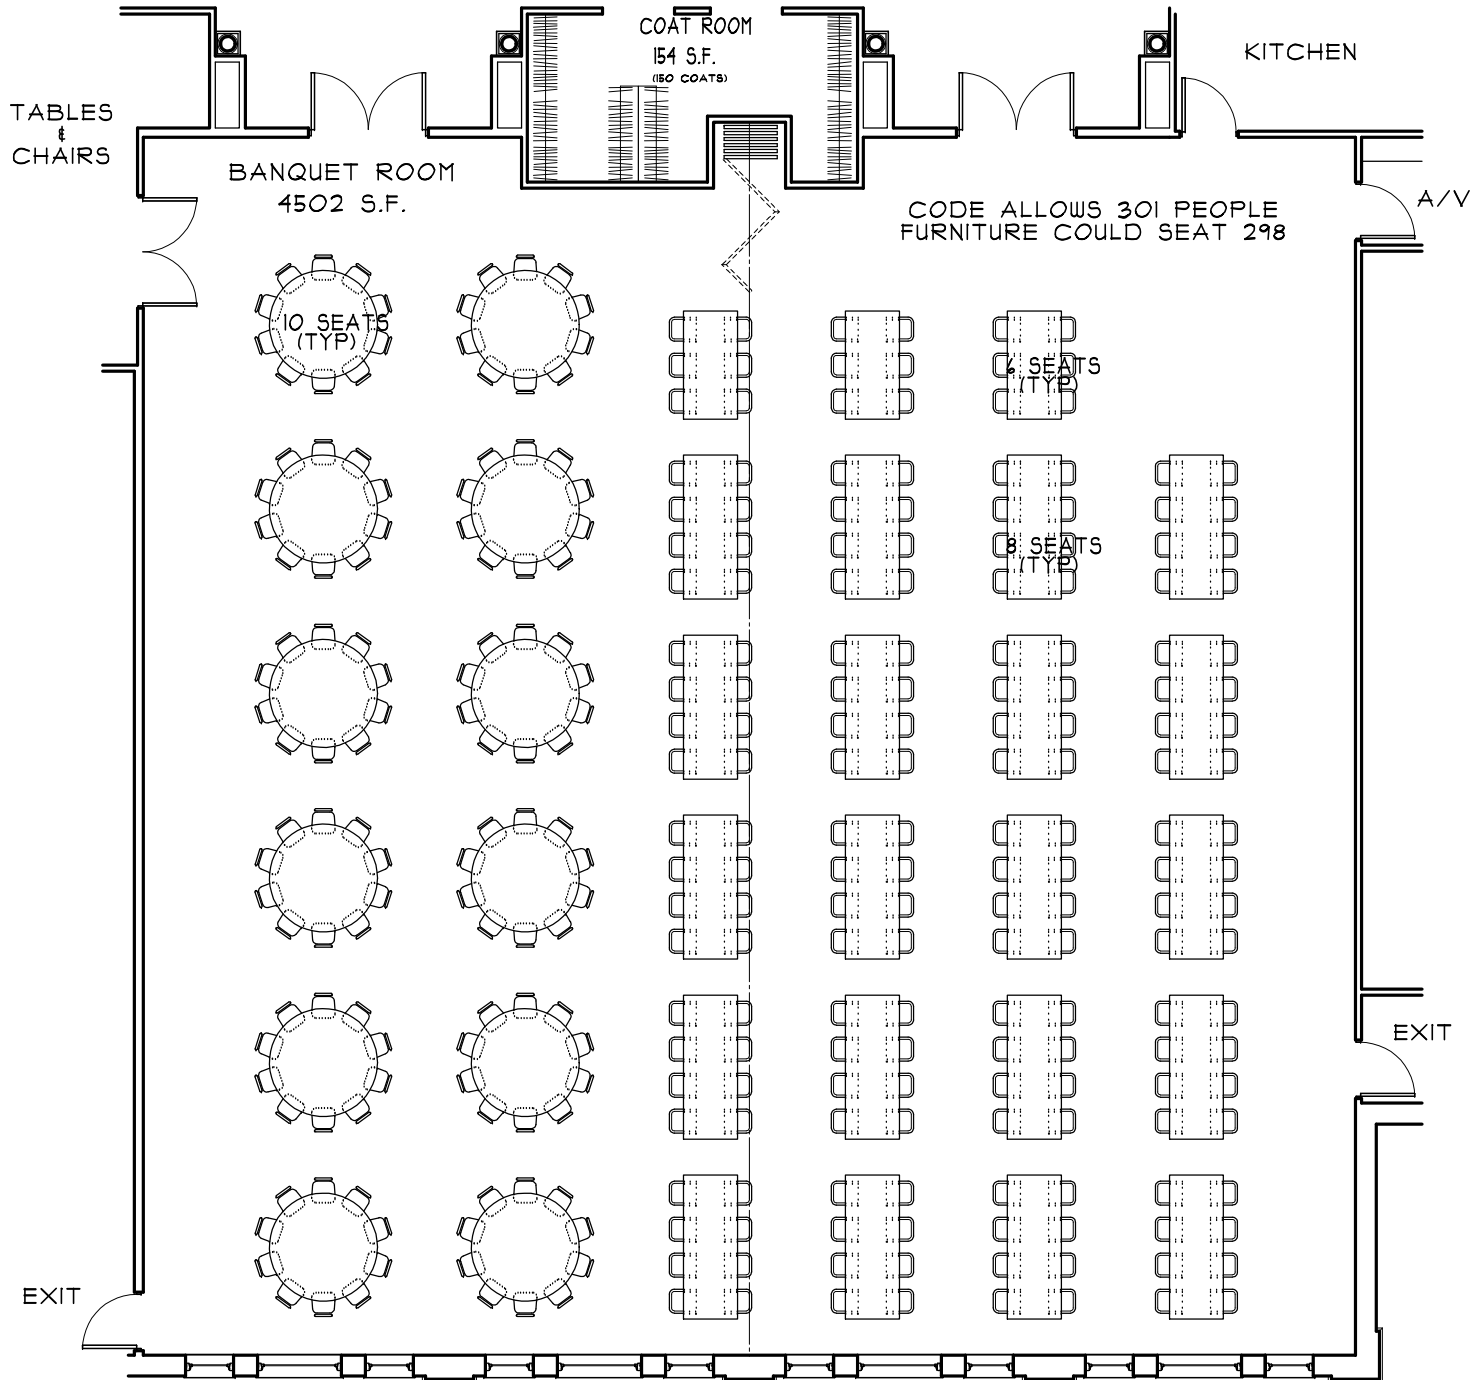 COAT ROOM
154 S.F.
(150 COATS)
KITCHEN
TABLES
&
CHAIRS
BANQUET ROOM
4502 S.F.
A/V
CODE ALLOWS 301 PEOPLE
FURNITURE COULD SEAT 298
10 SEATS
(TYP)
6 SEATS
(TYP)
8 SEATS
(TYP)
EXIT
EXIT